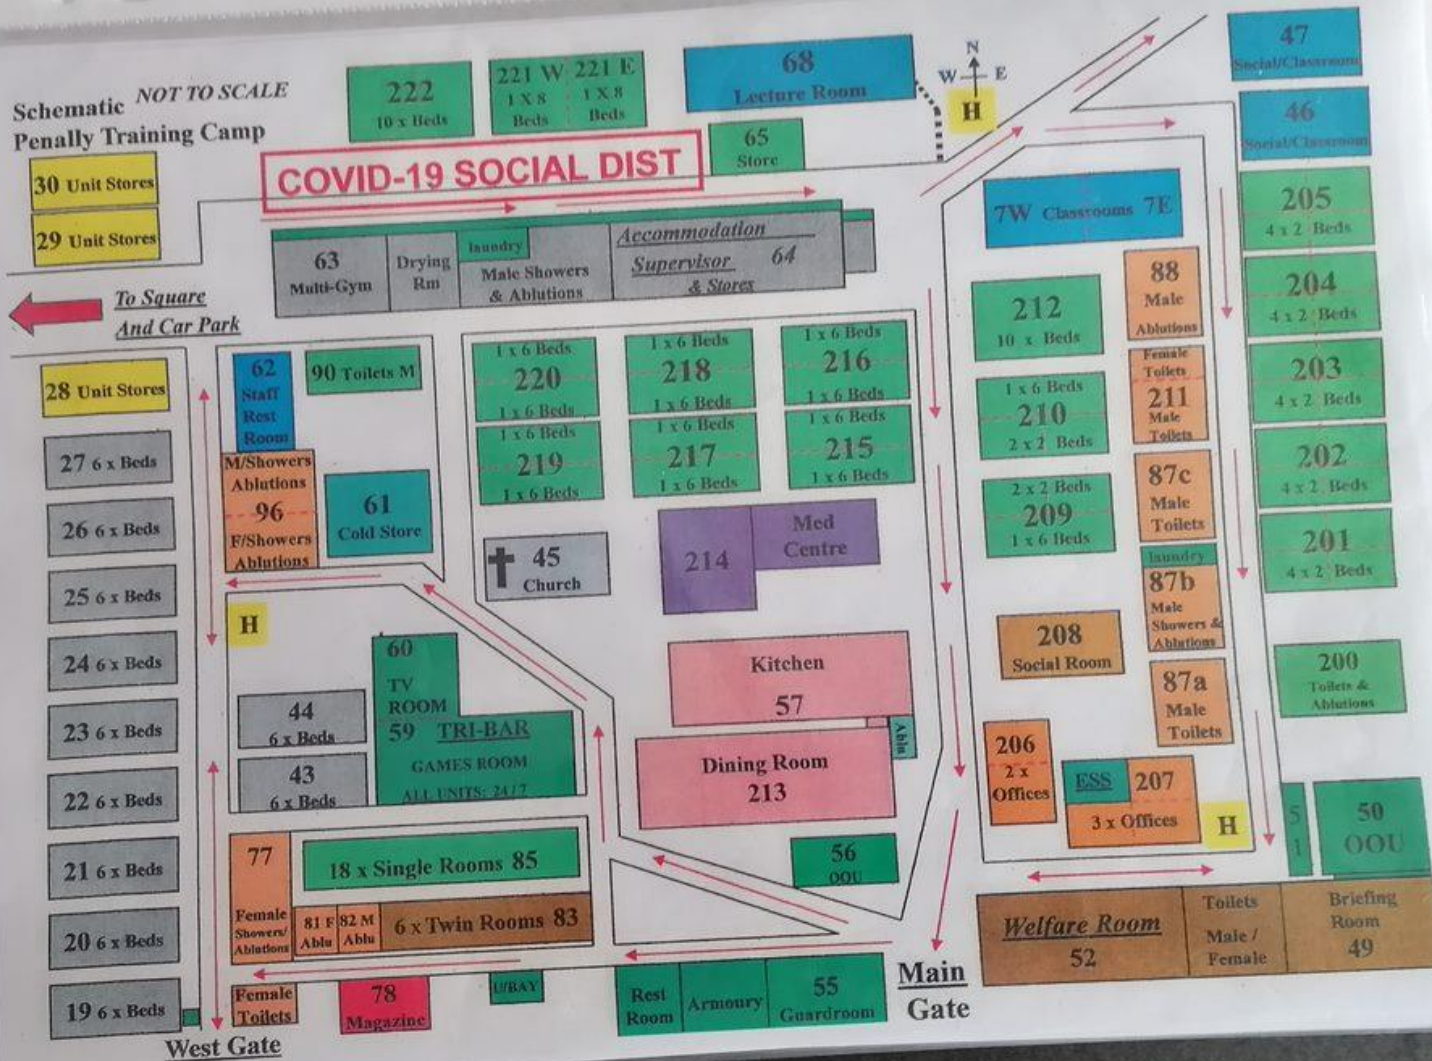 Schematic NOT TO SCALE
Penally Training Camp
222
10 x Beds
221 W
1 X 8
Beds
221 E
1 X 8
Beds
68
Lecture Room
N
W E
H
47
Social/Classroom
46
Social/Classroom
65
Store
COVID-19 SOCIAL DIST
30 Unit Stores
29 Unit Stores
To Square
And Car Park
63
Multi-Gym
Drying
Rm
laundry
Male Showers
& Ablutions
Accommodation
Supervisor 64
& Stores
7W Classrooms 7E
205
4 x 2 Beds
204
4 x 2 Beds
203
4 x 2 Beds
202
4 x 2 Beds
201
4 x 2 Beds
88
Male
Ablutions
212
10 x Beds
Female
Toilets
211
Male
Toilets
1 x 6 Beds
210
2 x 2 Beds
87c
Male
Toilets
2 x 2 Beds
209
1 x 6 Beds
laundry
87b
Male
Showers &
Ablutions
208
Social Room
87a
Male
Toilets
200
Toilets &
Ablutions
28 Unit Stores
62
Staff
Rest
Room
90 Toilets M
1 x 6 Beds
220
1 x 6 Beds
1 x 6 Beds
218
1 x 6 Beds
1 x 6 Beds
216
1 x 6 Beds
1 x 6 Beds
219
1 x 6 Beds
1 x 6 Beds
217
1 x 6 Beds
1 x 6 Beds
215
1 x 6 Beds
27 6 x Beds
26 6 x Beds
25 6 x Beds
24 6 x Beds
23 6 x Beds
22 6 x Beds
21 6 x Beds
20 6 x Beds
19 6 x Beds
M/Showers
Ablutions
96
F/Showers
Ablutions
61
Cold Store
45
Church
214
Med
Centre
H
60
TV
ROOM
59 TRI-BAR
GAMES ROOM
ALL UNITS: 24/7
44
6 x Beds
43
6 x Beds
Kitchen
57
Ablu
Dining Room
213
206
2 x
Offices
ESS 207
3 x Offices
H
5
1
50
OOU
77
Female
Showers/
Ablutions
18 x Single Rooms 85
81 F
Ablu
82 M
Ablu
6 x Twin Rooms 83
56
OOU
Welfare Room
52
Toilets
Male /
Female
Briefing
Room
49
Female
Toilets
78
Magazine
U/BAY
Rest
Room
Armoury
55
Guardroom
Main
Gate
West Gate